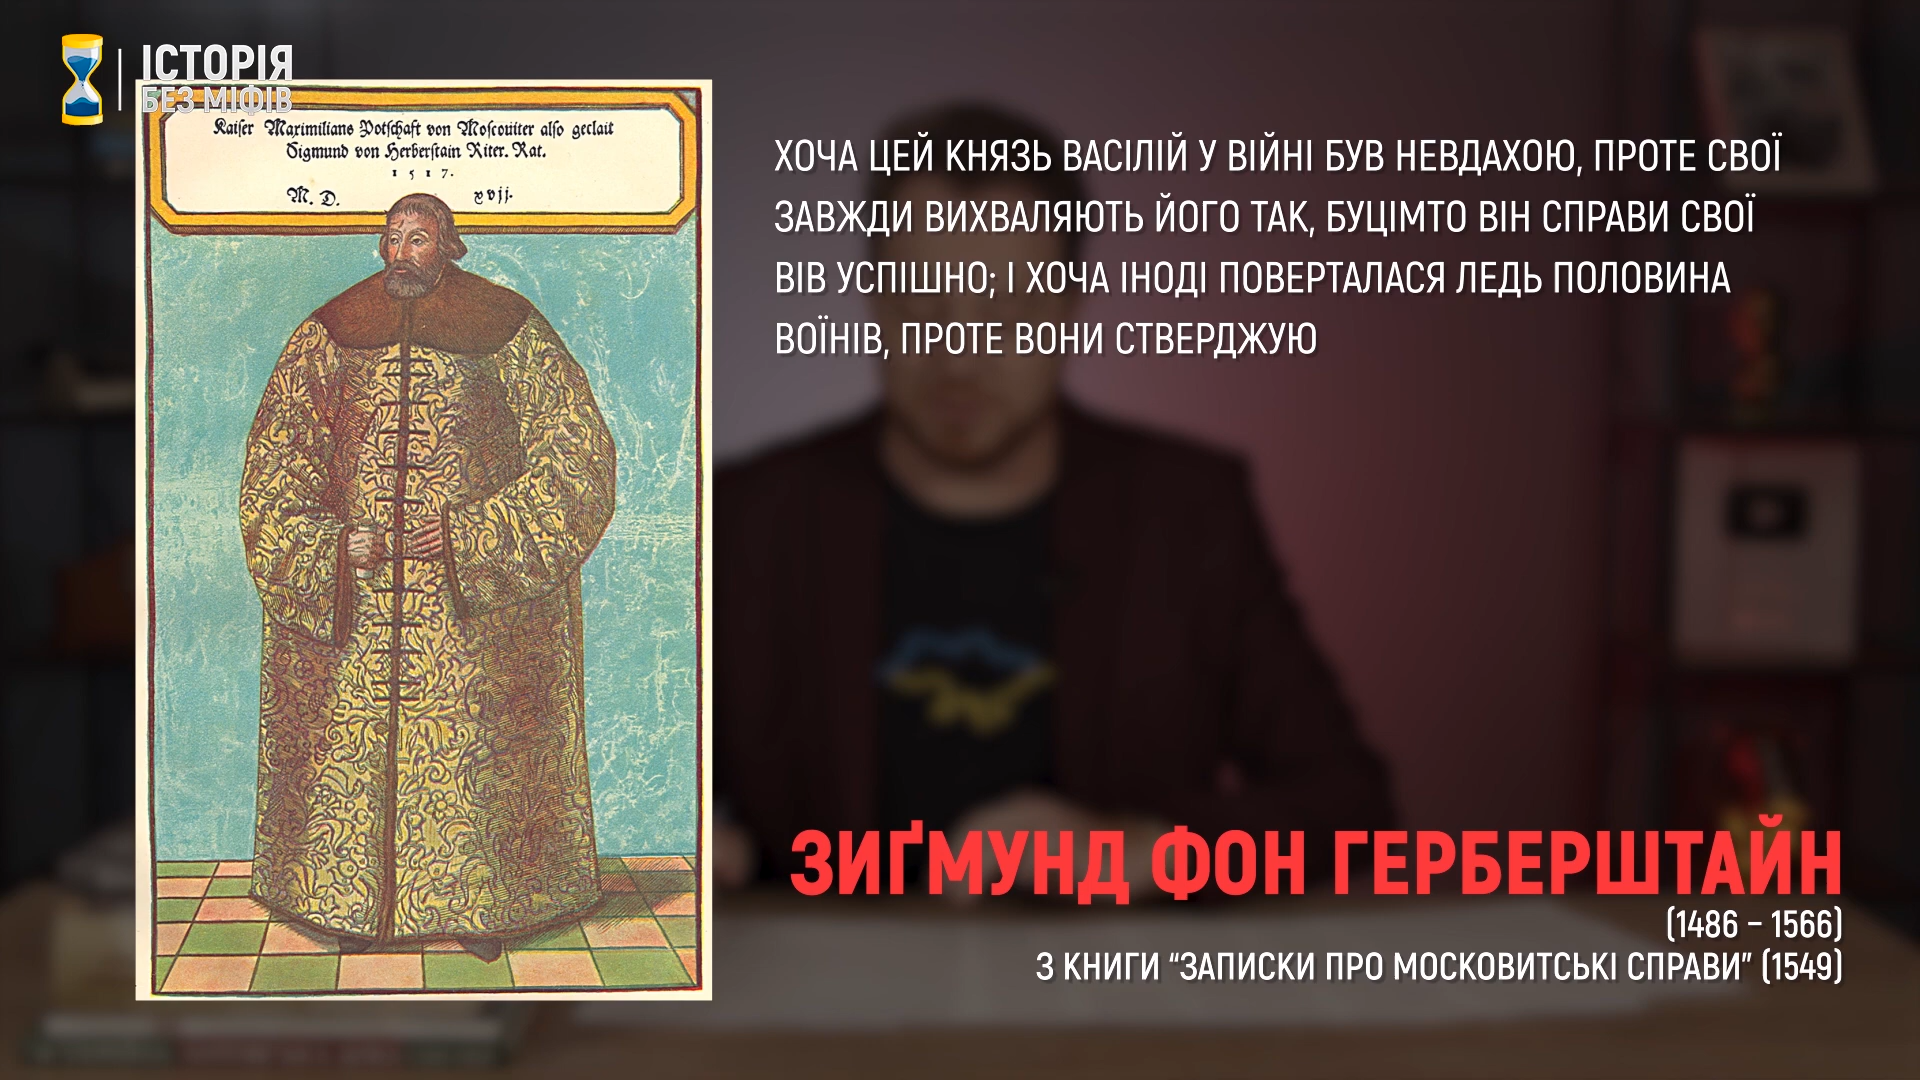 ІСТОРІЯ
БЕЗ МІФІВ
Kaiser Maximilians Potschaft von Moscouiter also geclait
Sigmund von Herberstain Riter. Rat.
1517.
M. D. xvij.
ХОЧА ЦЕЙ КНЯЗЬ ВАСІЛІЙ У ВІЙНІ БУВ НЕВДАХОЮ, ПРОТЕ СВОЇ
ЗАВЖДИ ВИХВАЛЯЮТЬ ЙОГО ТАК, БУЦІМТО ВІН СПРАВИ СВОЇ
ВІВ УСПІШНО; І ХОЧА ІНОДІ ПОВЕРТАЛАСЯ ЛЕДЬ ПОЛОВИНА
ВОЇНІВ, ПРОТЕ ВОНИ СТВЕРДЖУЮ
ЗИҐМУНД ФОН ГЕРБЕРШТАЙН
(1486 – 1566)
З КНИГИ “ЗАПИСКИ ПРО МОСКОВИТСЬКІ СПРАВИ” (1549)